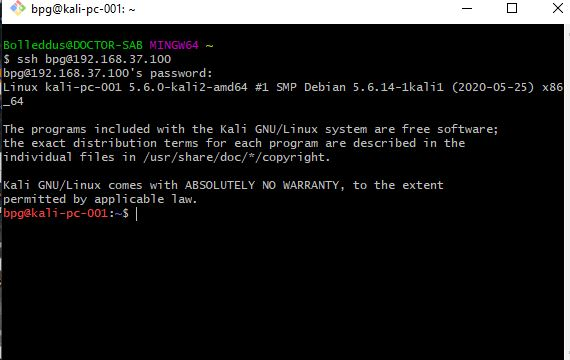 bpg@kali-pc-001: ~
Bolleddus@DOCTOR-SAB MINGW64 ~
$ ssh bpg@192.168.37.100
bpg@192.168.37.100's password:
Linux kali-pc-001 5.6.0-kali2-amd64 #1 SMP Debian 5.6.14-1kali1 (2020-05-25) x86
_64
The programs included with the Kali GNU/Linux system are free software;
the exact distribution terms for each program are described in the
individual files in /usr/share/doc/*/copyright.
Kali GNU/Linux comes with ABSOLUTELY NO WARRANTY, to the extent
permitted by applicable law.
bpg@kali-pc-001:~$